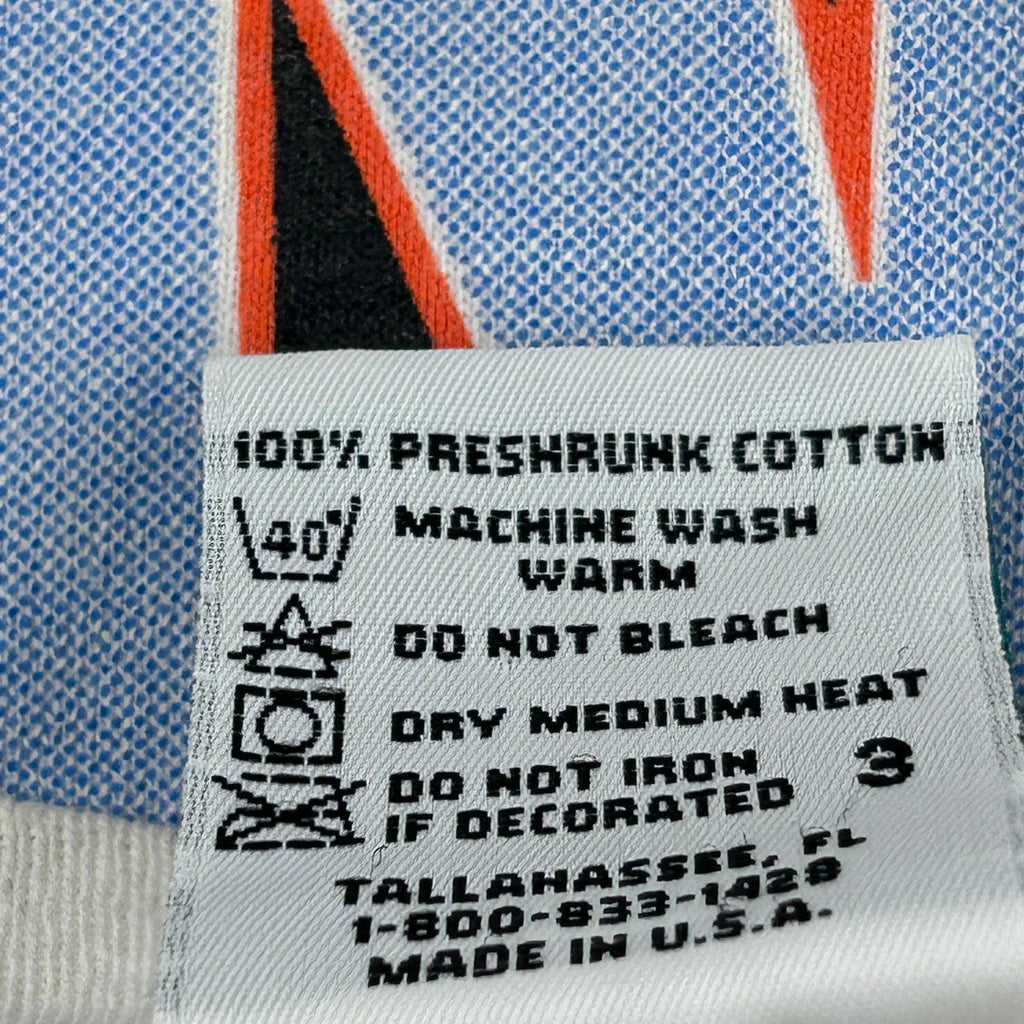 100% PRESHRUNK COTTON
40° MACHINE WASH
WARM
DO NOT BLEACH
DRY MEDIUM HEAT
DO NOT IRON 3
IF DECORATED
TALLAHASSEE, FL
1-800-833-1428
MADE IN U.S.A.